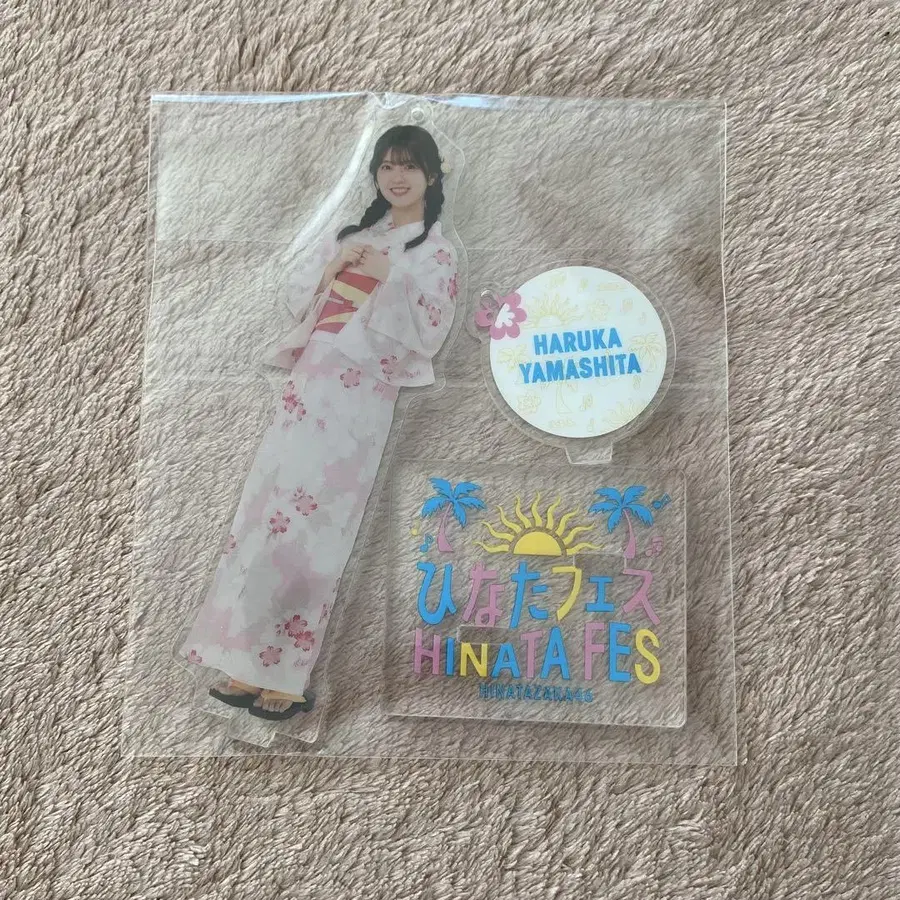 HARUKA
YAMASHITA
ひなたフェス
HINATA FES
HINATAZAKA46